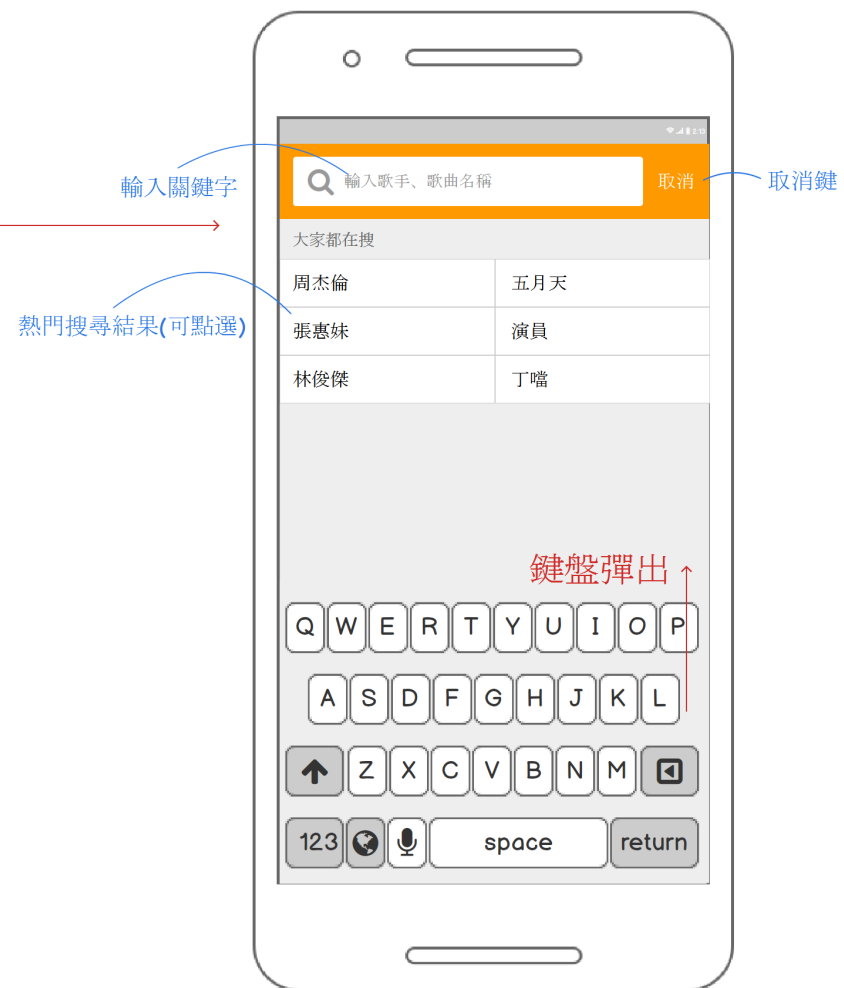 2:13
輸入歌手、歌曲名稱
取消
取消鍵
輸入關鍵字
大家都在搜
周杰倫 五月天
熱門搜尋結果(可點選)
張惠妹 演員
林俊傑 丁噹
鍵盤彈出
Q W E R T Y U I O P
A S D F G H J K L
Z X C V B N M
123 space return